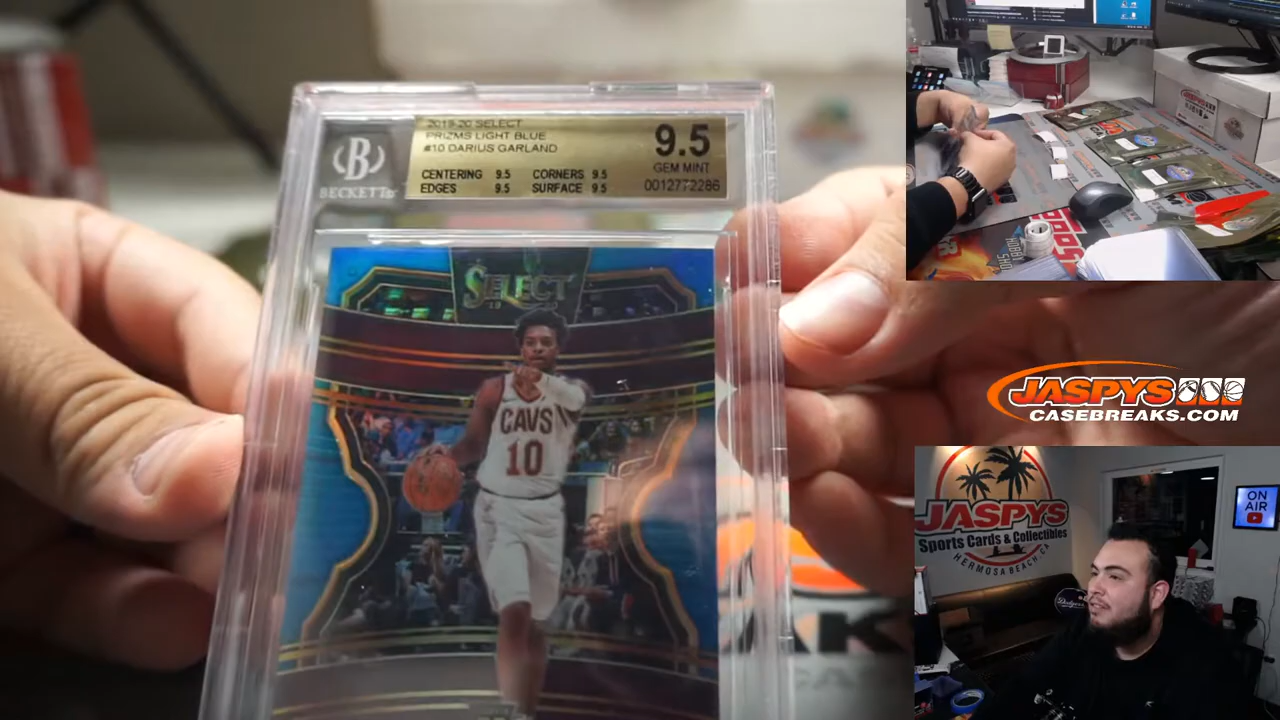 2019-20 SELECT
PRIZMS LIGHT BLUE
#10 DARIUS GARLAND
9.5
GEM MINT
CENTERING 9.5 CORNERS 9.5
EDGES 9.5 SURFACE 9.5
0012772286
B
BECKETT
SELECT
CAVS
10
JASPYS
CASEBREAKS.COM
JASPYS
Sports Cards & Collectibles
HERMOSA BEACH, CA
ON
AIR
Dodgers
JASPYS